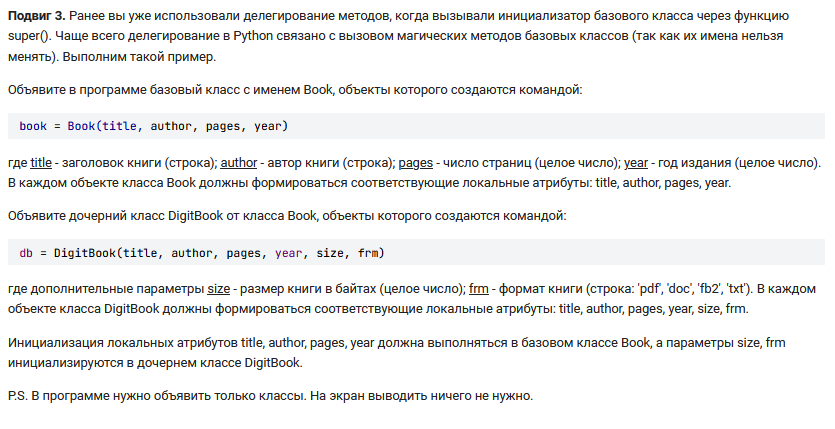 Подвиг 3. Ранее вы уже использовали делегирование методов, когда вызывали инициализатор базового класса через функцию
super(). Чаще всего делегирование в Python связано с вызовом магических методов базовых классов (так как их имена нельзя
менять). Выполним такой пример.
Объявите в программе базовый класс с именем Book, объекты которого создаются командой:
book = Book(title, author, pages, year)
где title - заголовок книги (строка); author - автор книги (строка); pages - число страниц (целое число); year - год издания (целое число).
В каждом объекте класса Book должны формироваться соответствующие локальные атрибуты: title, author, pages, year.
Объявите дочерний класс DigitBook от класса Book, объекты которого создаются командой:
db = DigitBook(title, author, pages, year, size, frm)
где дополнительные параметры size - размер книги в байтах (целое число); frm - формат книги (строка: 'pdf', 'doc', 'fb2', 'txt'). В каждом
объекте класса DigitBook должны формироваться соответствующие локальные атрибуты: title, author, pages, year, size, frm.
Инициализация локальных атрибутов title, author, pages, year должна выполняться в базовом классе Book, а параметры size, frm
инициализируются в дочернем классе DigitBook.
P.S. В программе нужно объявить только классы. На экран выводить ничего не нужно.